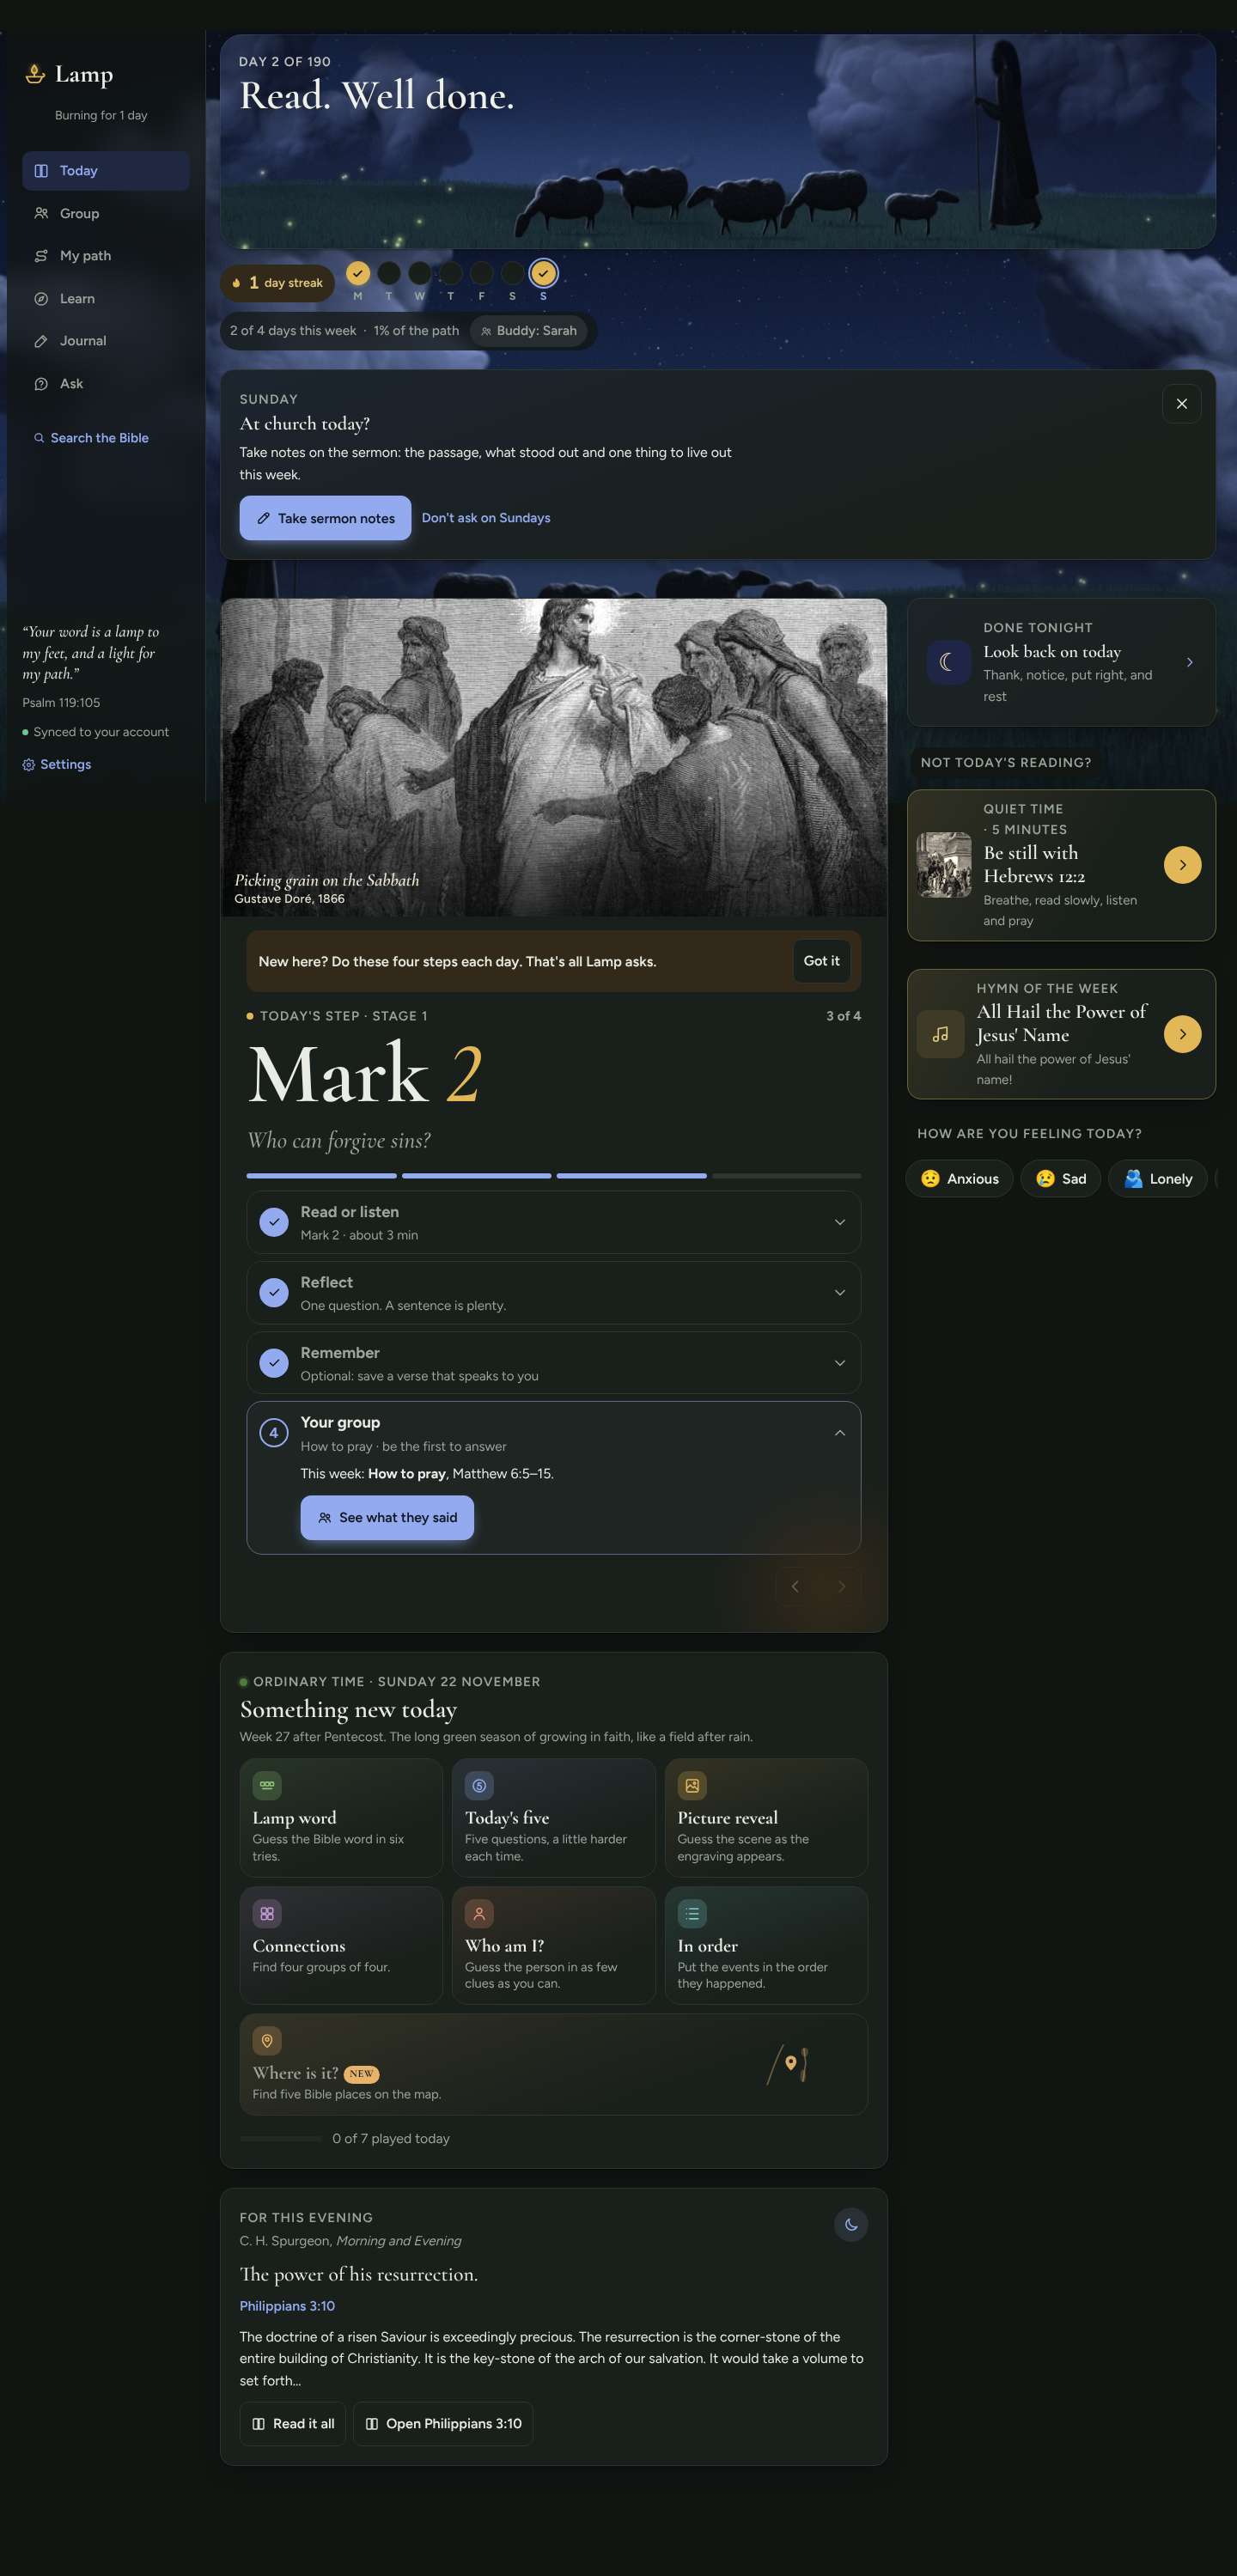 Lamp
Burning for 1 day
Today
Group
My path
Learn
Journal
Ask
Search the Bible
“Your word is a lamp to
my feet, and a light for
my path.”
Psalm 119:105
Synced to your account
Settings
DAY 2 OF 190
Read. Well done.
1 day streak
M T W T F S S
2 of 4 days this week · 1% of the path
Buddy: Sarah
SUNDAY
At church today?
Take notes on the sermon: the passage, what stood out and one thing to live out
this week.
Take sermon notes
Don't ask on Sundays
Picking grain on the Sabbath
Gustave Doré, 1866
New here? Do these four steps each day. That's all Lamp asks.
Got it
TODAY'S STEP · STAGE 1
3 of 4
Mark 2
Who can forgive sins?
Read or listen
Mark 2 · about 3 min
Reflect
One question. A sentence is plenty.
Remember
Optional: save a verse that speaks to you
4
Your group
How to pray · be the first to answer
This week: How to pray, Matthew 6:5–15.
See what they said
ORDINARY TIME · SUNDAY 22 NOVEMBER
Something new today
Week 27 after Pentecost. The long green season of growing in faith, like a field after rain.
Lamp word
Guess the Bible word in six
tries.
5
Today's five
Five questions, a little harder
each time.
Picture reveal
Guess the scene as the
engraving appears.
Connections
Find four groups of four.
Who am I?
Guess the person in as few
clues as you can.
In order
Put the events in the order
they happened.
Where is it? NEW
Find five Bible places on the map.
0 of 7 played today
FOR THIS EVENING
C. H. Spurgeon, Morning and Evening
The power of his resurrection.
Philippians 3:10
The doctrine of a risen Saviour is exceedingly precious. The resurrection is the corner-stone of the
entire building of Christianity. It is the key-stone of the arch of our salvation. It would take a volume to
set forth...
Read it all
Open Philippians 3:10
DONE TONIGHT
Look back on today
Thank, notice, put right, and
rest
NOT TODAY'S READING?
QUIET TIME
· 5 MINUTES
Be still with
Hebrews 12:2
Breathe, read slowly, listen
and pray
HYMN OF THE WEEK
All Hail the Power of
Jesus' Name
All hail the power of Jesus'
name!
HOW ARE YOU FEELING TODAY?
Anxious
Sad
Lonely